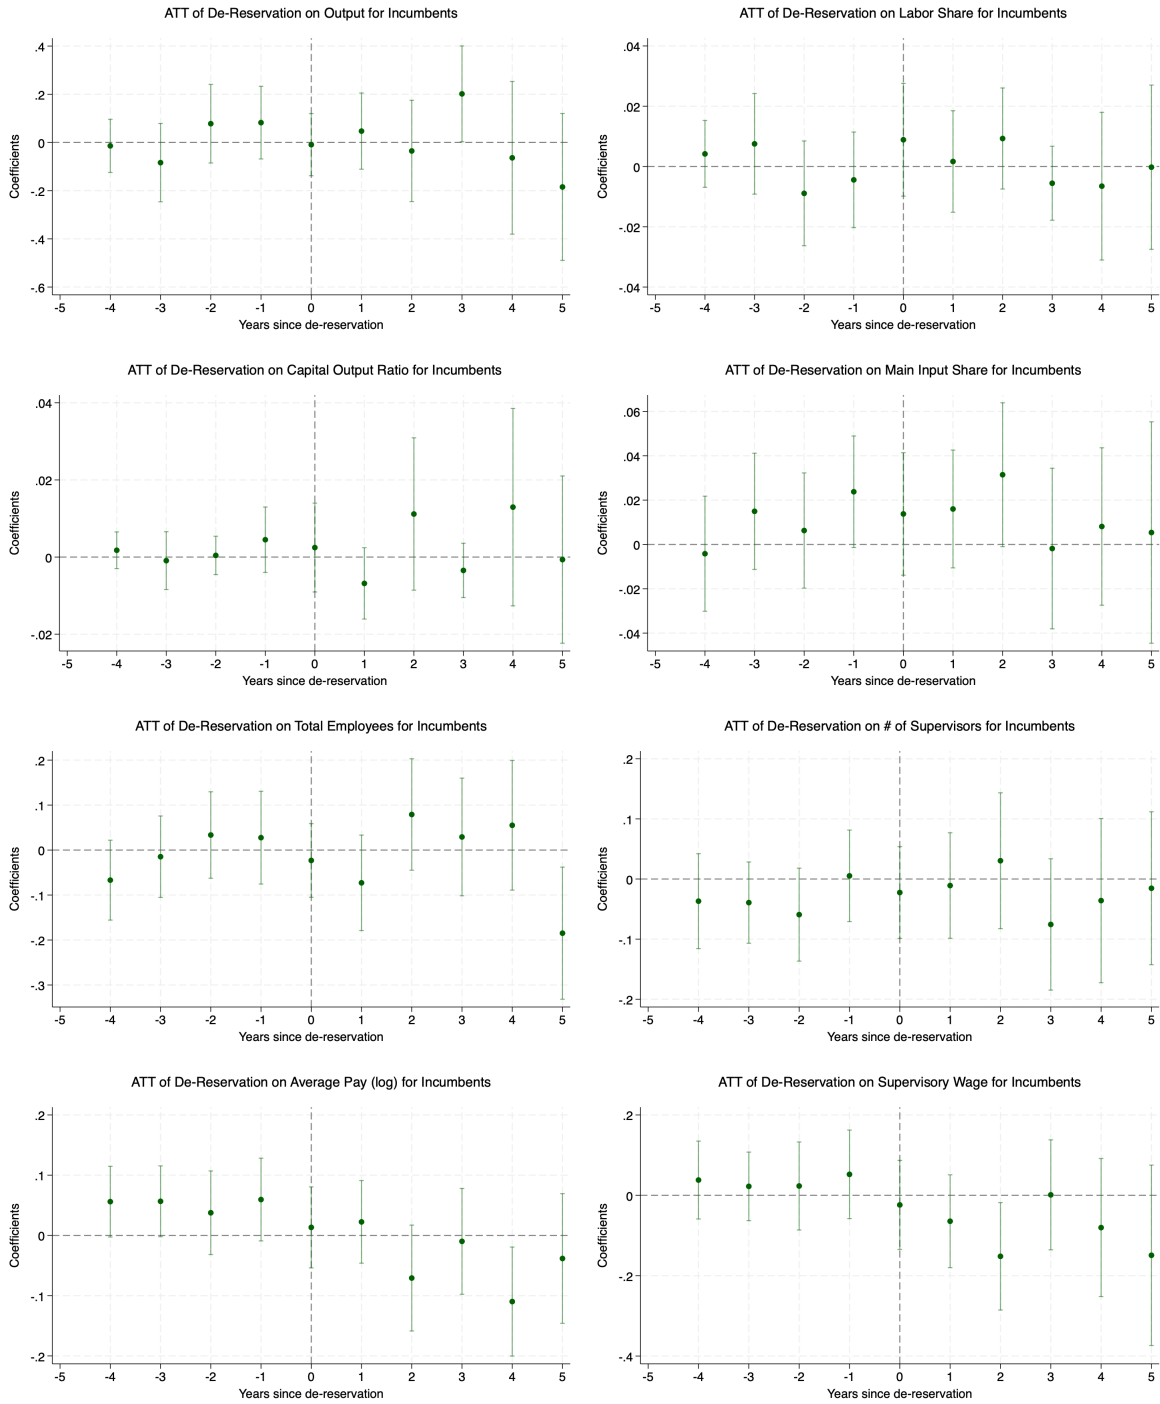 ATT of De-Reservation on Output for Incumbents
.4
.2
0
-.2
-.4
-.6
Coefficients
-5 -4 -3 -2 -1 0 1 2 3 4 5
Years since de-reservation
ATT of De-Reservation on Labor Share for Incumbents
.04
.02
0
-.02
-.04
Coefficients
-5 -4 -3 -2 -1 0 1 2 3 4 5
Years since de-reservation
ATT of De-Reservation on Capital Output Ratio for Incumbents
.04
.02
0
-.02
Coefficients
-5 -4 -3 -2 -1 0 1 2 3 4 5
Years since de-reservation
ATT of De-Reservation on Main Input Share for Incumbents
.06
.04
.02
0
-.02
-.04
Coefficients
-5 -4 -3 -2 -1 0 1 2 3 4 5
Years since de-reservation
ATT of De-Reservation on Total Employees for Incumbents
.2
.1
0
-.1
-.2
-.3
Coefficients
-5 -4 -3 -2 -1 0 1 2 3 4 5
Years since de-reservation
ATT of De-Reservation on # of Supervisors for Incumbents
.2
.1
0
-.1
-.2
Coefficients
-5 -4 -3 -2 -1 0 1 2 3 4 5
Years since de-reservation
ATT of De-Reservation on Average Pay (log) for Incumbents
.2
.1
0
-.1
-.2
Coefficients
-5 -4 -3 -2 -1 0 1 2 3 4 5
Years since de-reservation
ATT of De-Reservation on Supervisory Wage for Incumbents
.2
0
-.2
-.4
Coefficients
-5 -4 -3 -2 -1 0 1 2 3 4 5
Years since de-reservation